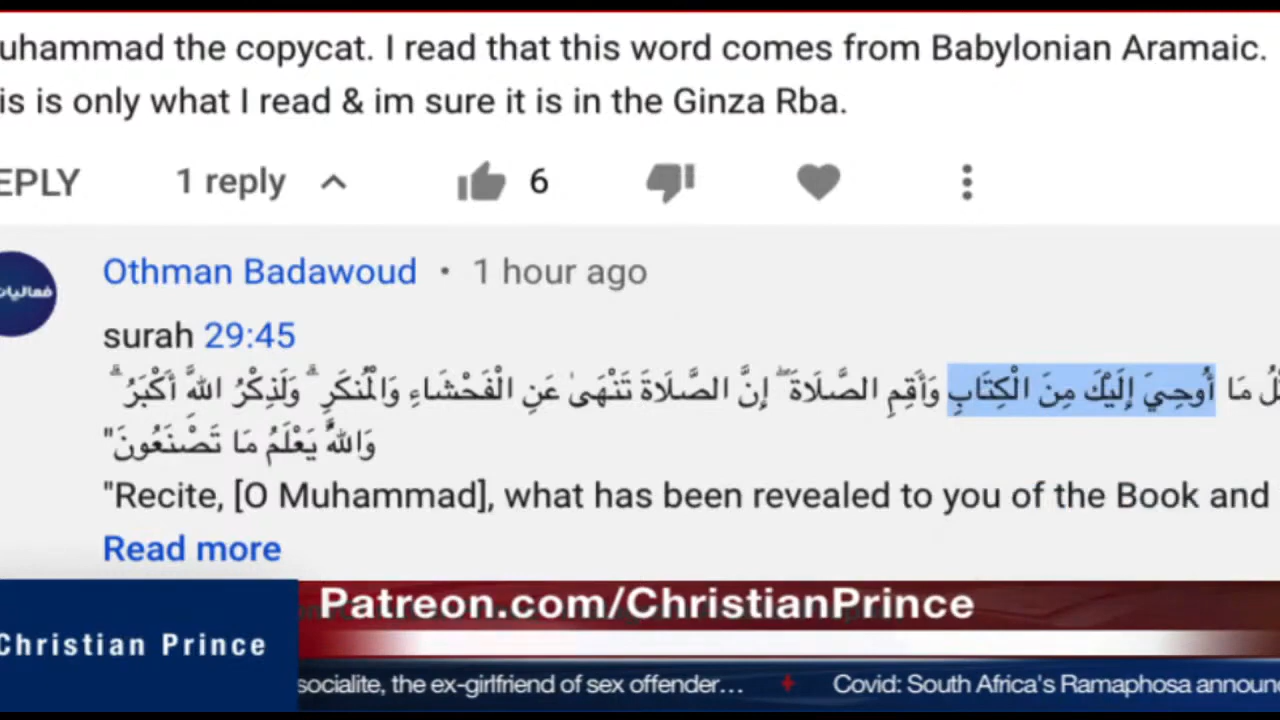 uhammad the copycat. I read that this word comes from Babylonian Aramaic.
is is only what I read & im sure it is in the Ginza Rba.
EPLY 1 reply 6
فعاليات
Othman Badawoud • 1 hour ago
surah 29:45
مَا أُوحِيَ إِلَيْكَ مِنَ الْكِتَابِ وَأَقِمِ الصَّلَاةَ ۖ إِنَّ الصَّلَاةَ تَنْهَىٰ عَنِ الْفَحْشَاءِ وَالْمُنكَرِ ۗ وَلَذِكْرُ اللَّهِ أَكْبَرُ ۗ
وَاللَّهُ يَعْلَمُ مَا تَصْنَعُونَ"
"Recite, [O Muhammad], what has been revealed to you of the Book and
Read more
Patreon.com/ChristianPrince
Christian Prince
socialite, the ex-girlfriend of sex offender... Covid: South Africa's Ramaphosa announ